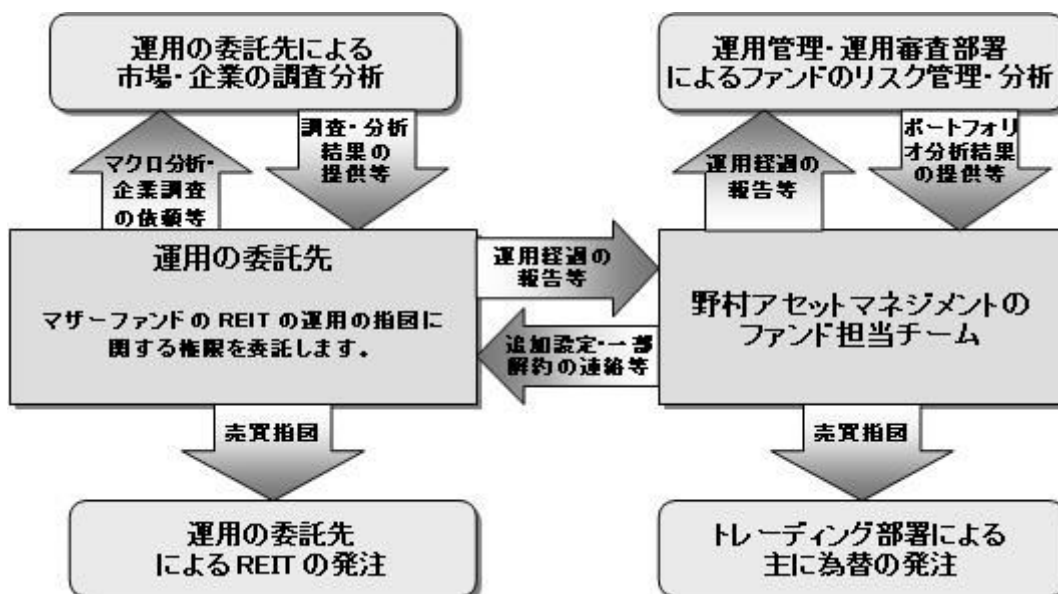 運用の委託先による
市場・企業の調査分析
運用管理・運用審査部署
によるファンドのリスク管理・分析
マクロ分析・
企業調査
の依頼等
調査・分析
結果の
提供等
運用経過の
報告等
ポートフォリ
オ分析結果
の提供等
運用の委託先
マザーファンドの REIT の運用の指図に
関する権限を委託します。
運用経過の
報告等
追加設定・一部
解約の連絡等
野村アセットマネジメントの
ファンド担当チーム
売買指図
売買指図
運用の委託先
による REIT の発注
トレーディング部署による
主に為替の発注